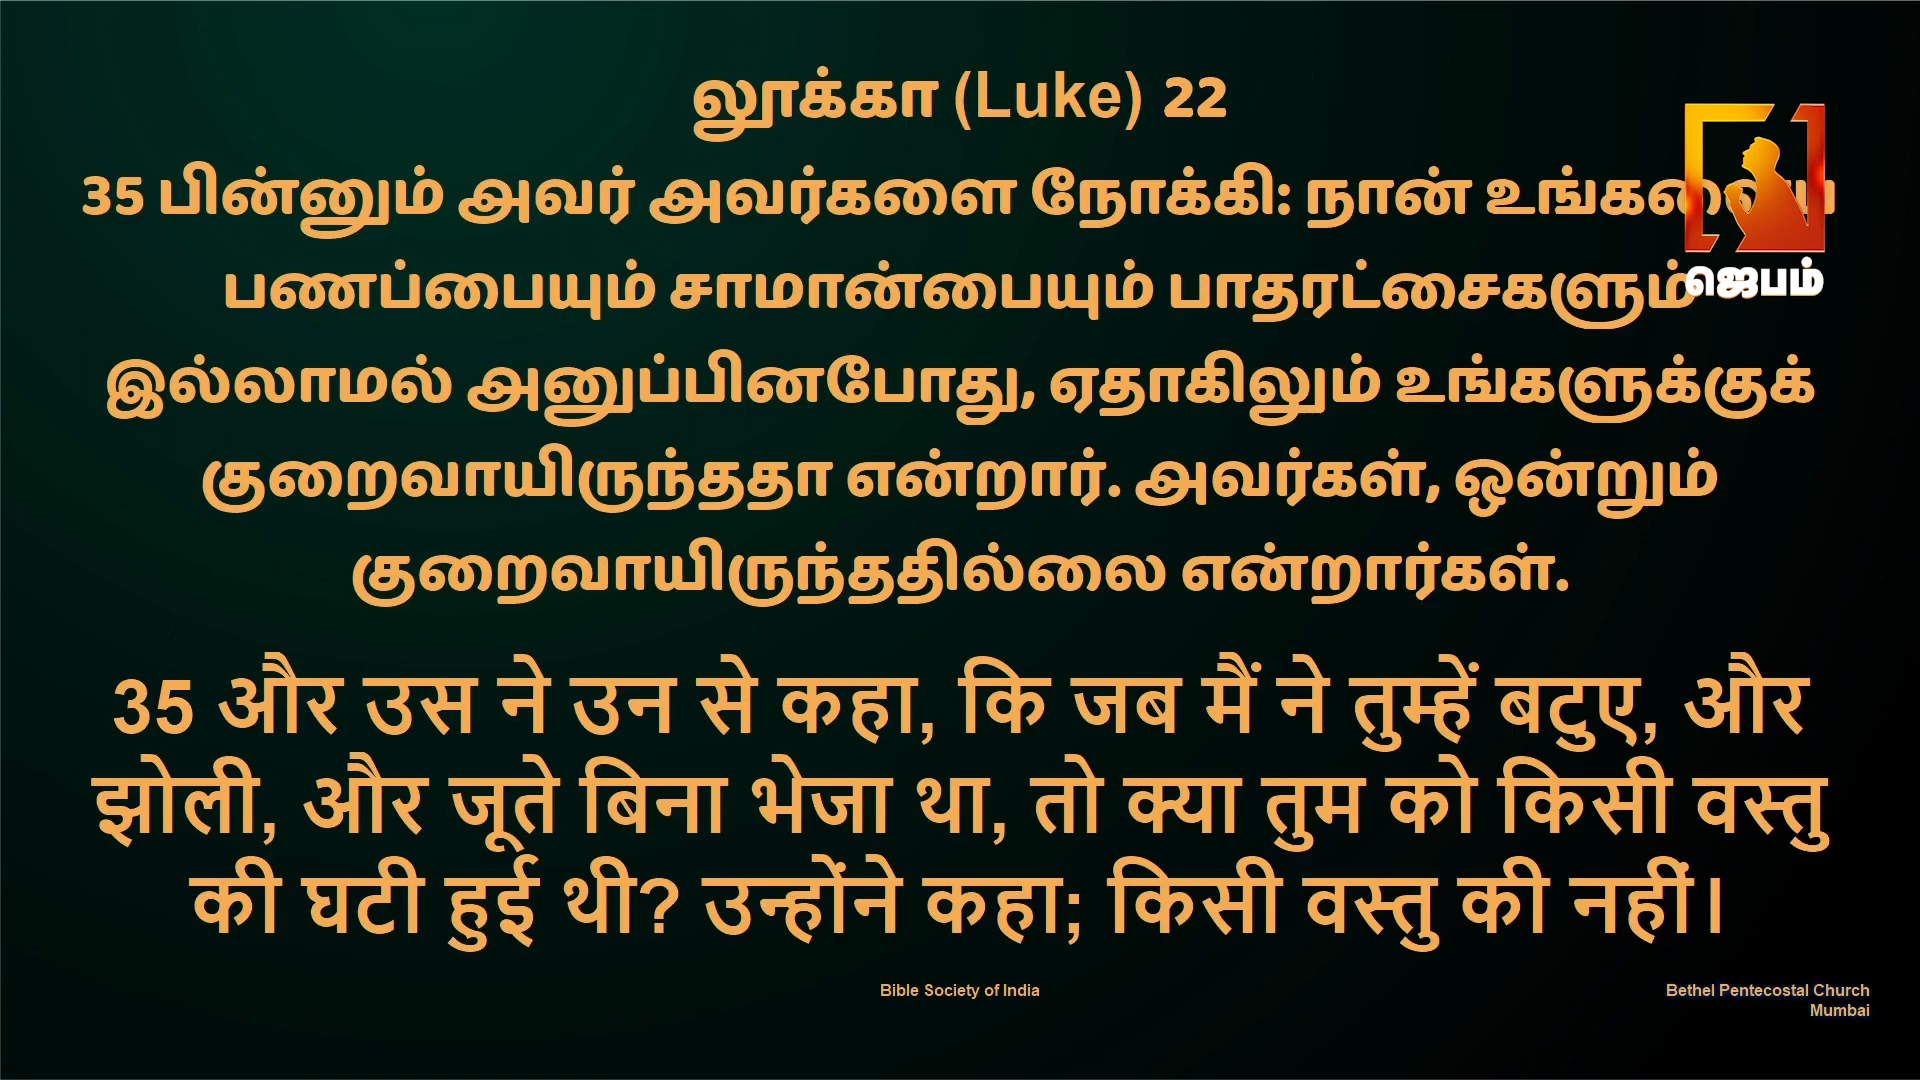 லூக்கா (Luke) 22
35 பின்னும் அவர் அவர்களை நோக்கி: நான்
பணப்பையும் சாமான்பையும் பாதரட்சைகளும்
ஜெபம்
இல்லாமல் அனுப்பினபோது, ஏதாகிலும் உங்களுக்குக்
குறைவாயிருந்ததா என்றார். அவர்கள், ஒன்றும்
குறைவாயிருந்ததில்லை என்றார்கள்.
35 और उस ने उन से कहा, कि जब मैं ने तुम्हें बटुए, और
झोली, और जूते बिना भेजा था, तो क्या तुम को किसी वस्तु
की घटी हुई थी? उन्होंने कहा; किसी वस्तु की नहीं।
Bible Society of India
Bethel Pentecostal Church
Mumbai